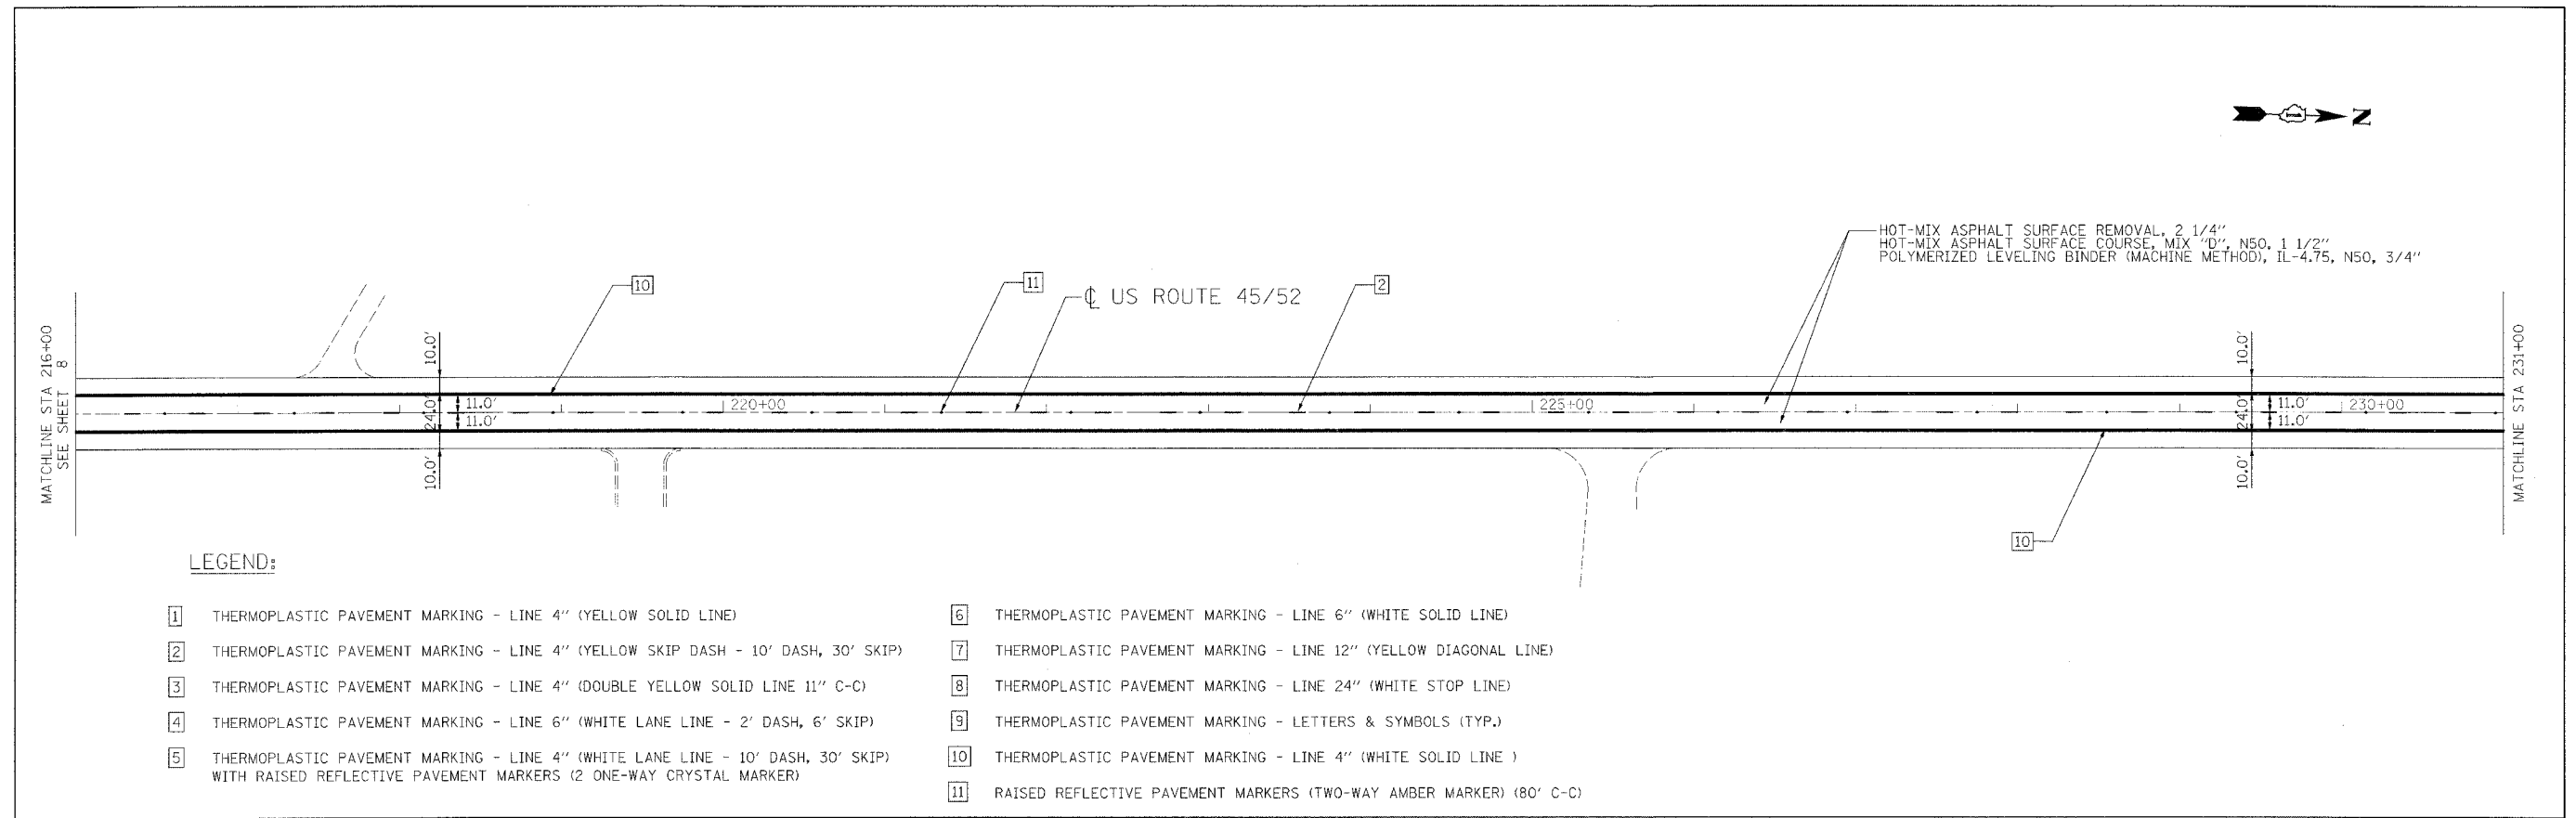 N
HOT-MIX ASPHALT SURFACE REMOVAL, 2 1/4"
HOT-MIX ASPHALT SURFACE COURSE, MIX "D", N50, 1 1/2"
POLYMERIZED LEVELING BINDER (MACHINE METHOD), IL-4.75, N50, 3/4"
10
11
℄ US ROUTE 45/52
2
MATCHLINE STA 216+00
SEE SHEET 8
10.0'
24.0'
11.0'
11.0'
10.0'
220+00
225+00
10.0'
24.0'
11.0'
11.0'
10.0'
230+00
MATCHLINE STA 231+00
10
LEGEND:
1 THERMOPLASTIC PAVEMENT MARKING - LINE 4" (YELLOW SOLID LINE)
2 THERMOPLASTIC PAVEMENT MARKING - LINE 4" (YELLOW SKIP DASH - 10' DASH, 30' SKIP)
3 THERMOPLASTIC PAVEMENT MARKING - LINE 4" (DOUBLE YELLOW SOLID LINE 11" C-C)
4 THERMOPLASTIC PAVEMENT MARKING - LINE 6" (WHITE LANE LINE - 2' DASH, 6' SKIP)
5 THERMOPLASTIC PAVEMENT MARKING - LINE 4" (WHITE LANE LINE - 10' DASH, 30' SKIP)
WITH RAISED REFLECTIVE PAVEMENT MARKERS (2 ONE-WAY CRYSTAL MARKER)
6 THERMOPLASTIC PAVEMENT MARKING - LINE 6" (WHITE SOLID LINE)
7 THERMOPLASTIC PAVEMENT MARKING - LINE 12" (YELLOW DIAGONAL LINE)
8 THERMOPLASTIC PAVEMENT MARKING - LINE 24" (WHITE STOP LINE)
9 THERMOPLASTIC PAVEMENT MARKING - LETTERS & SYMBOLS (TYP.)
10 THERMOPLASTIC PAVEMENT MARKING - LINE 4" (WHITE SOLID LINE )
11 RAISED REFLECTIVE PAVEMENT MARKERS (TWO-WAY AMBER MARKER) (80' C-C)